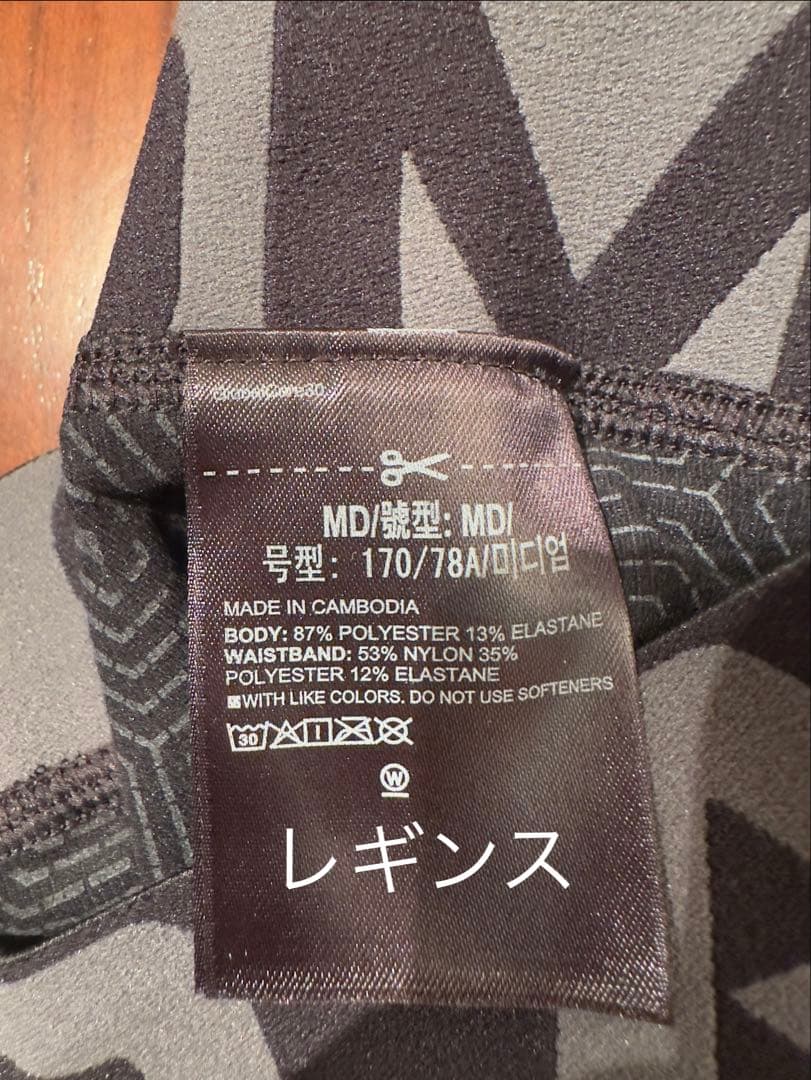 MD/號型: MD/
号型: 170/78A/미디엄
MADE IN CAMBODIA
BODY: 87% POLYESTER 13% ELASTANE
WAISTBAND: 53% NYLON 35%
POLYESTER 12% ELASTANE
WITH LIKE COLORS. DO NOT USE SOFTENERS
30
W
レギンス